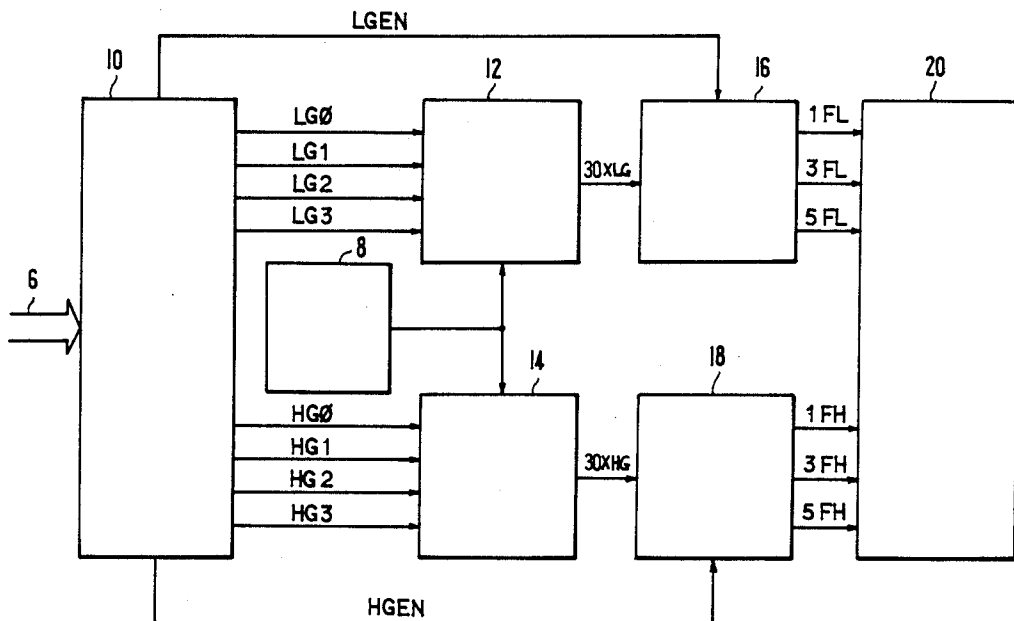 LGEN
10
12
16
20
LGØ
LG1
LG2
LG3
30XLG
1 FL
3 FL
5 FL
8
6
14
18
HGØ
HG1
HG2
HG3
30XHG
1 FH
3 FH
5 FH
HGEN